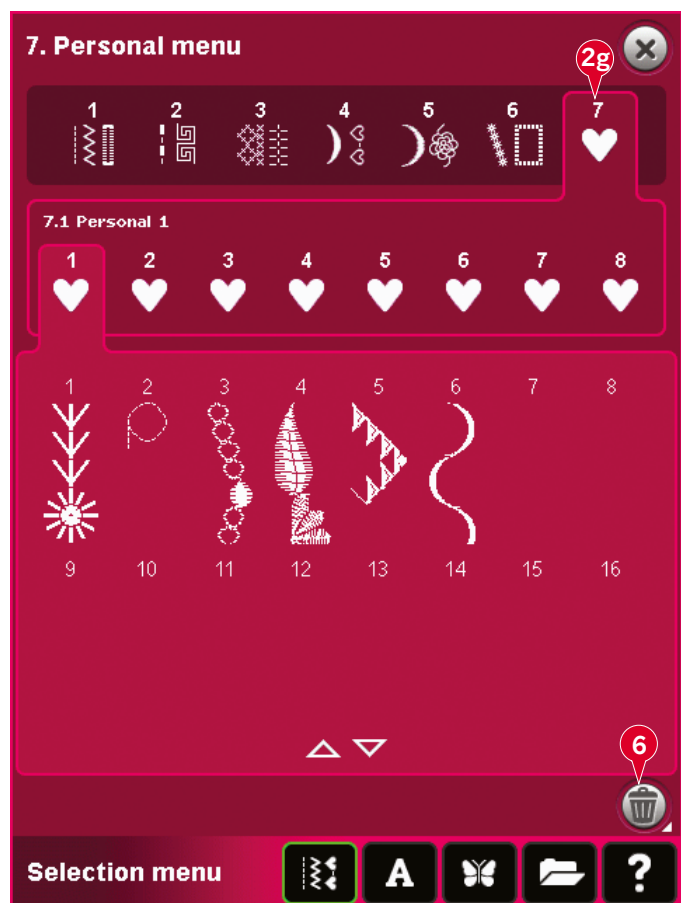 7. Personal menu
2g
1 2 3 4 5 6 7
7.1 Personal 1
1 2 3 4 5 6 7 8
1 2 3 4 5 6 7 8
9 10 11 12 13 14 15 16
6
Selection menu A ?